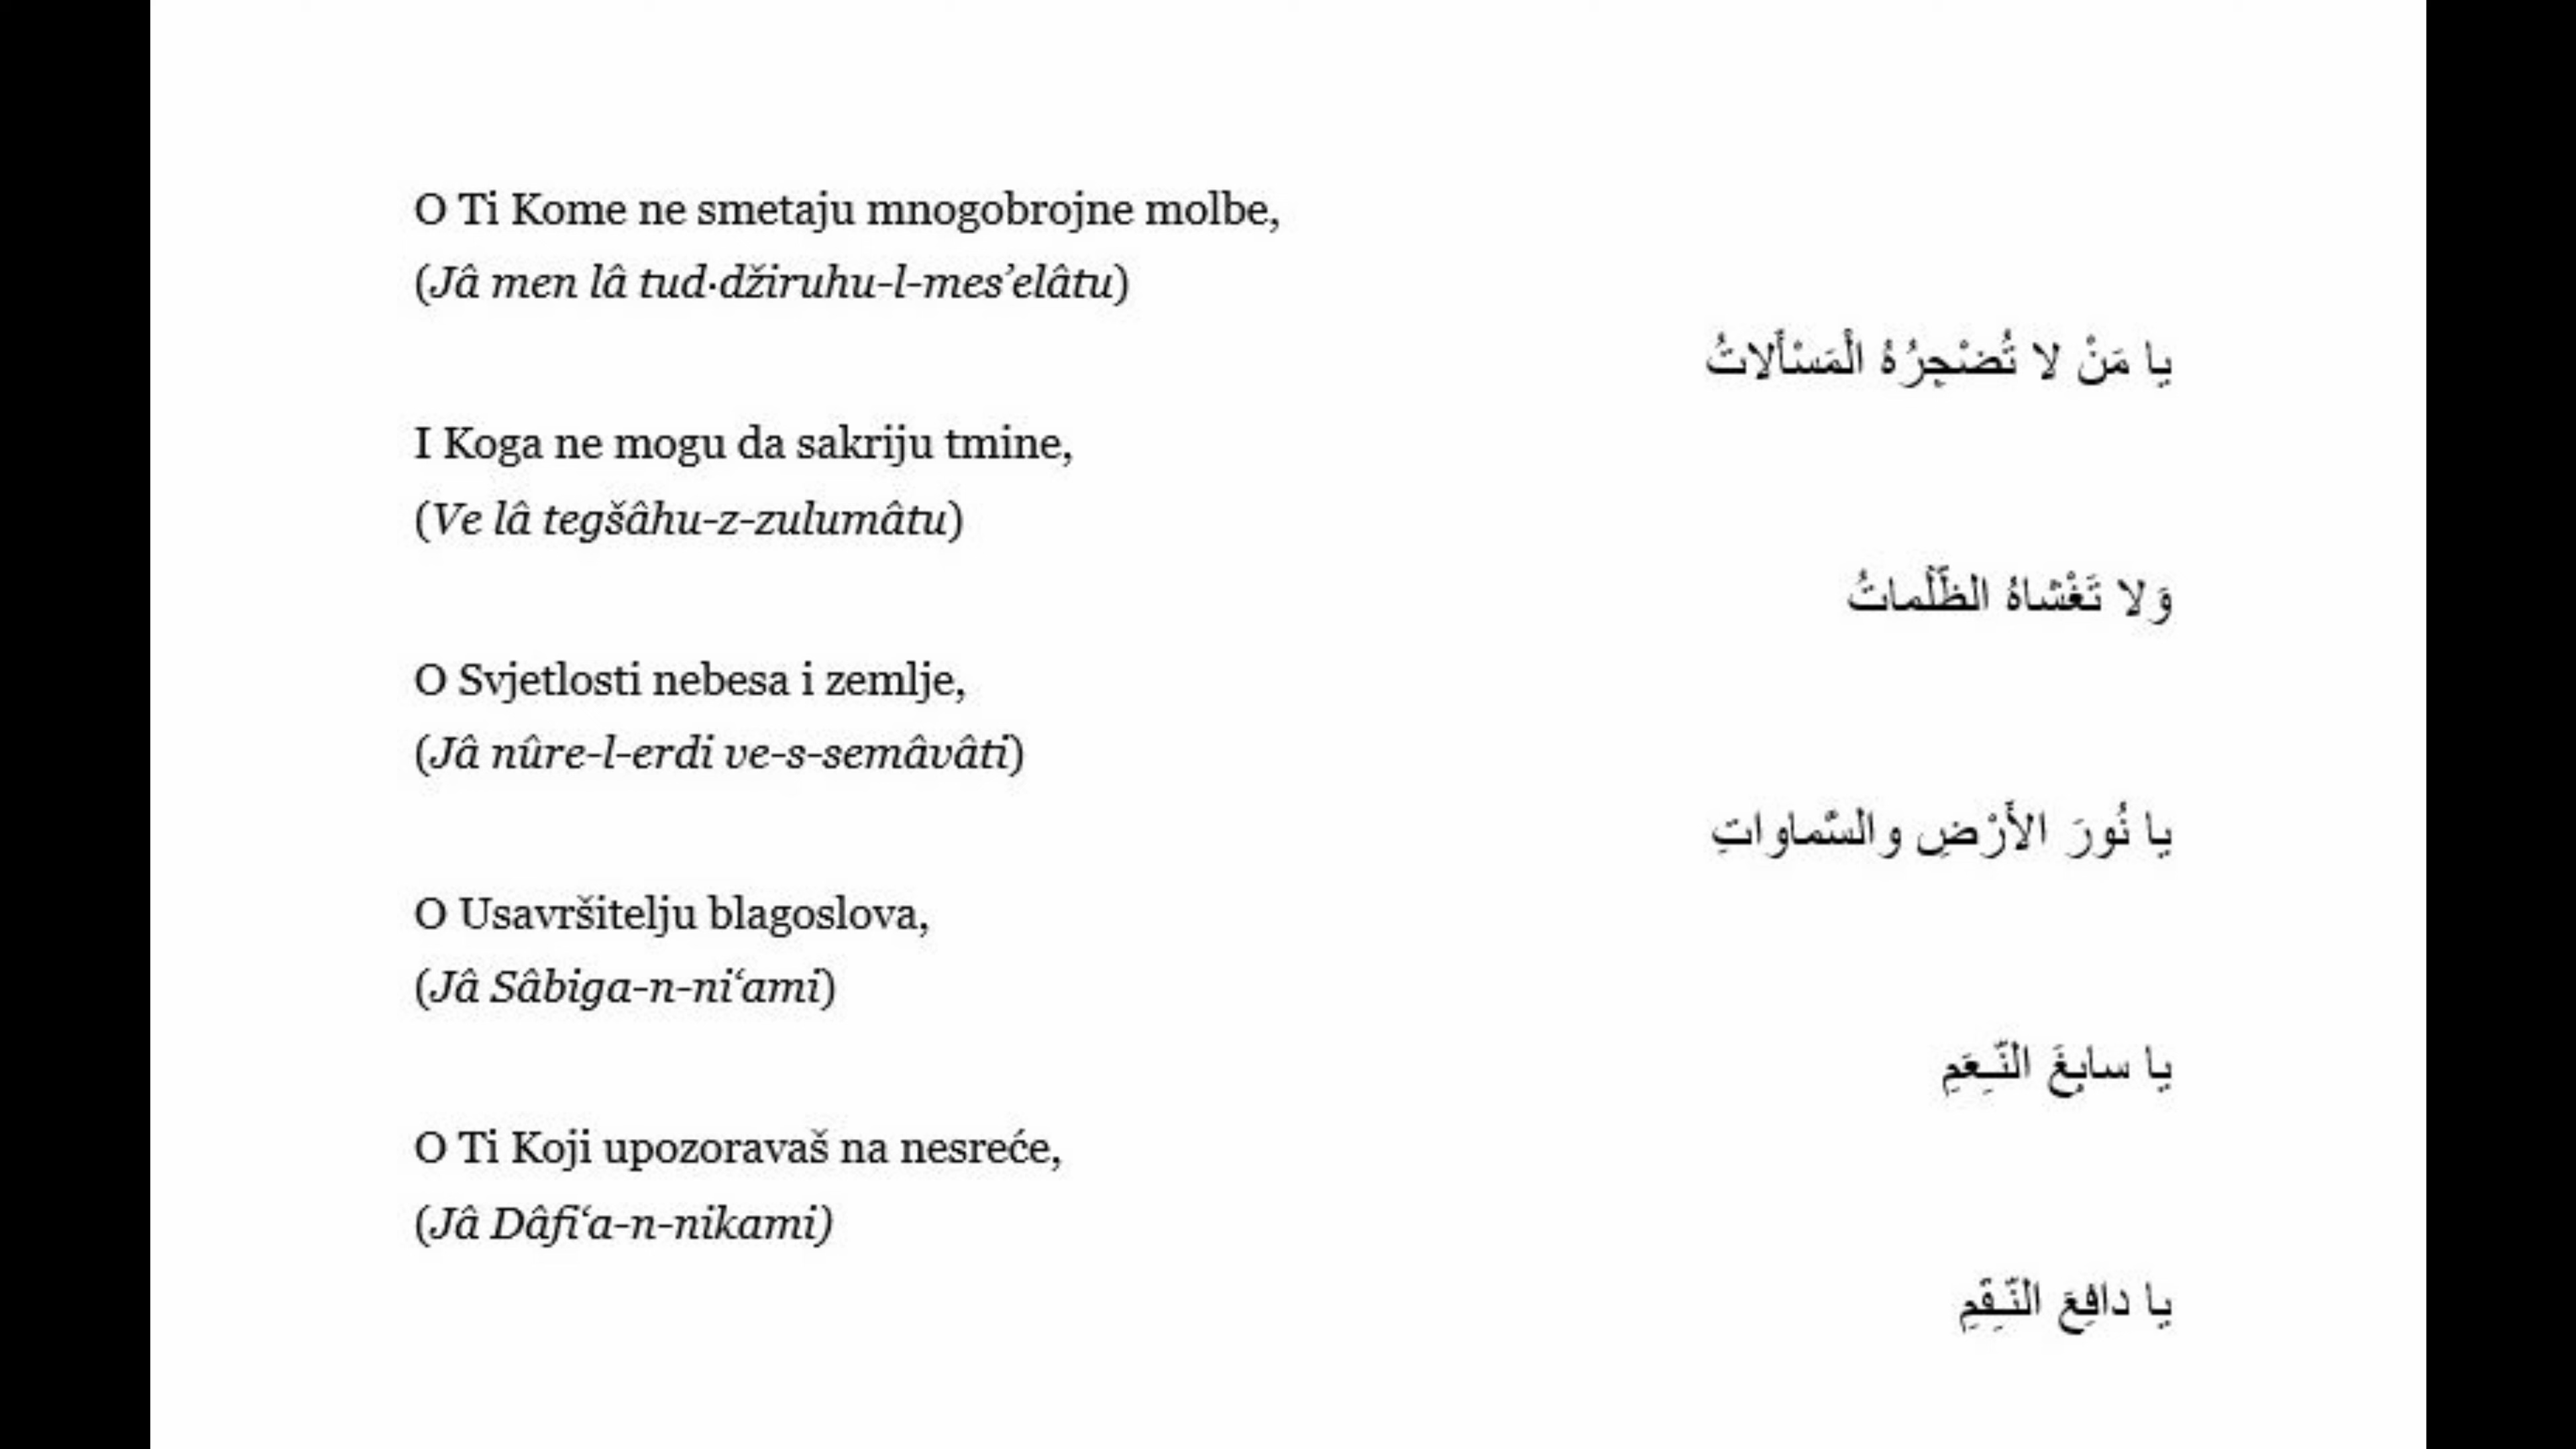 O Ti Kome ne smetaju mnogobrojne molbe,
(Jâ men lâ tud·džiruhu-l-mes’elâtu)
يا مَنْ لا تُضْجِرُهُ الْمَسْأَلاتُ
I Koga ne mogu da sakriju tmine,
(Ve lâ tegšâhu-z-zulumâtu)
وَلا تَغْشاهُ الظُّلُماتُ
O Svjetlosti nebesa i zemlje,
(Jâ nûre-l-erdi ve-s-semâvâti)
يا نُورَ الأَرْضِ والسَّماواتِ
O Usavršitelju blagoslova,
(Jâ Sâbiga-n-ni‘ami)
يا سابِغَ النِّـعَمِ
O Ti Koji upozoravaš na nesreće,
(Jâ Dâfi‘a-n-nikami)
يا دافِعَ النِّـقَمِ